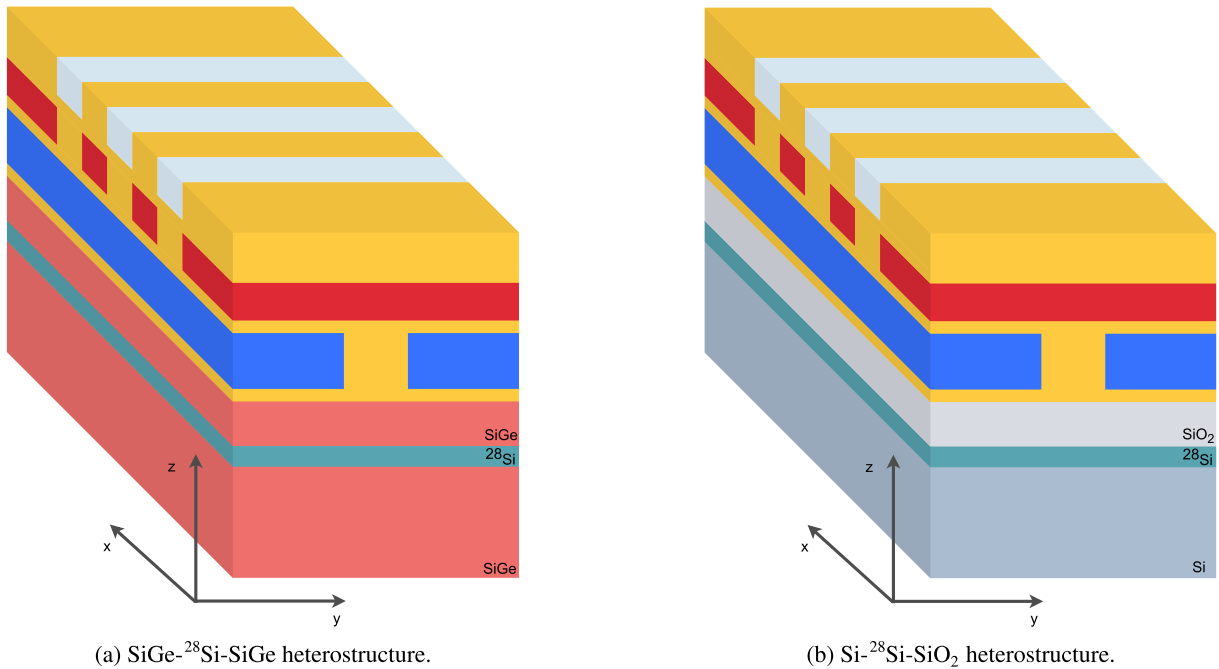 SiGe
²⁸Si
z
x
SiGe
y
(a) SiGe-²⁸Si-SiGe heterostructure.
SiO₂
²⁸Si
z
x
Si
y
(b) Si-²⁸Si-SiO₂ heterostructure.